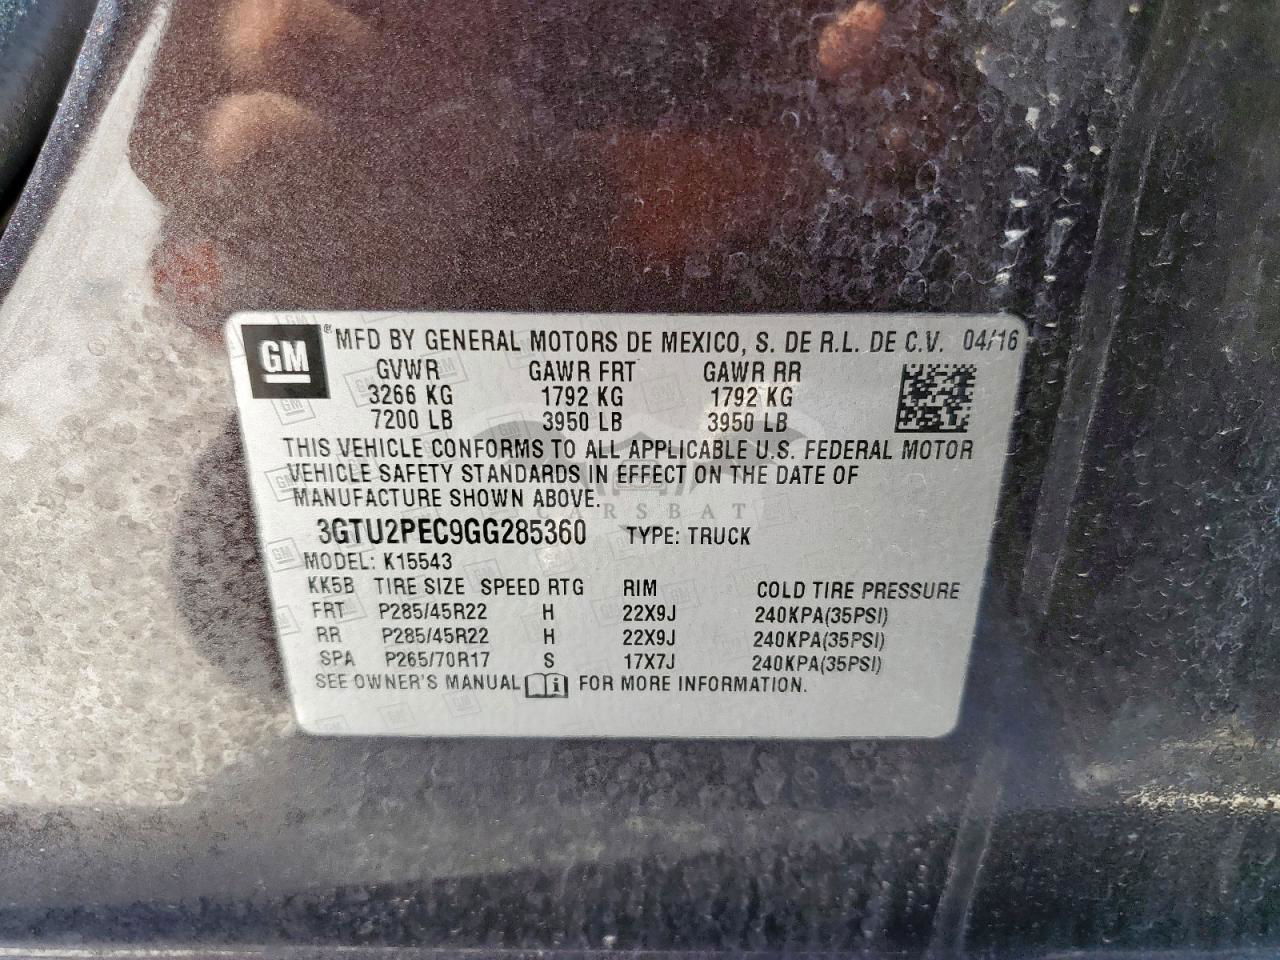 GM ® MFD BY GENERAL MOTORS DE MEXICO, S. DE R.L. DE C.V. 04/16
GVWR GAWR FRT GAWR RR
3266 KG 1792 KG 1792 KG
7200 LB 3950 LB 3950 LB
THIS VEHICLE CONFORMS TO ALL APPLICABLE U.S. FEDERAL MOTOR
VEHICLE SAFETY STANDARDS IN EFFECT ON THE DATE OF
MANUFACTURE SHOWN ABOVE.
CARSBAT
3GTU2PEC9GG285360 TYPE: TRUCK
MODEL: K15543
KK5B TIRE SIZE SPEED RTG RIM COLD TIRE PRESSURE
FRT P285/45R22 H 22X9J 240KPA(35PSI)
RR P285/45R22 H 22X9J 240KPA(35PSI)
SPA P265/70R17 S 17X7J 240KPA(35PSI)
SEE OWNER'S MANUAL i FOR MORE INFORMATION.